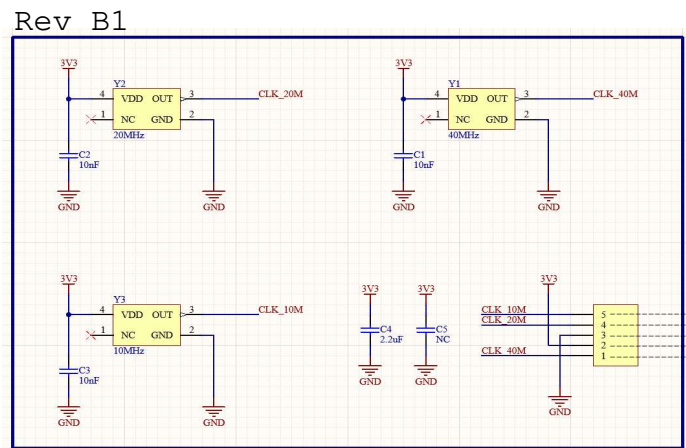 Rev B1
3V3
Y2
4 VDD OUT 3 CLK_20M
1 NC GND 2
20MHz
C2
10nF
GND
GND
3V3
Y1
4 VDD OUT 3 CLK_40M
1 NC GND 2
40MHz
C1
10nF
GND
GND
3V3
Y3
4 VDD OUT 3 CLK_10M
1 NC GND 2
10MHz
C3
10nF
GND
GND
3V3
C4
2.2uF
GND
3V3
C5
NC
GND
3V3
CLK_10M 5
CLK_20M 4
3
2
CLK_40M 1
GND